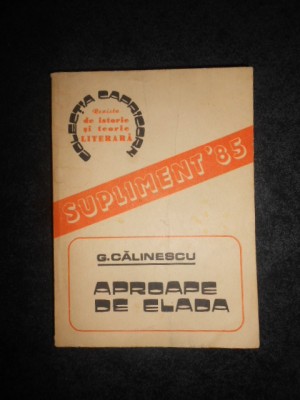 COLECȚIA CAPRICORN
Revista
de istorie
și teorie
LITERARĂ
SUPLIMENT '85
G. CĂLINESCU
APROAPE
DE ELADA